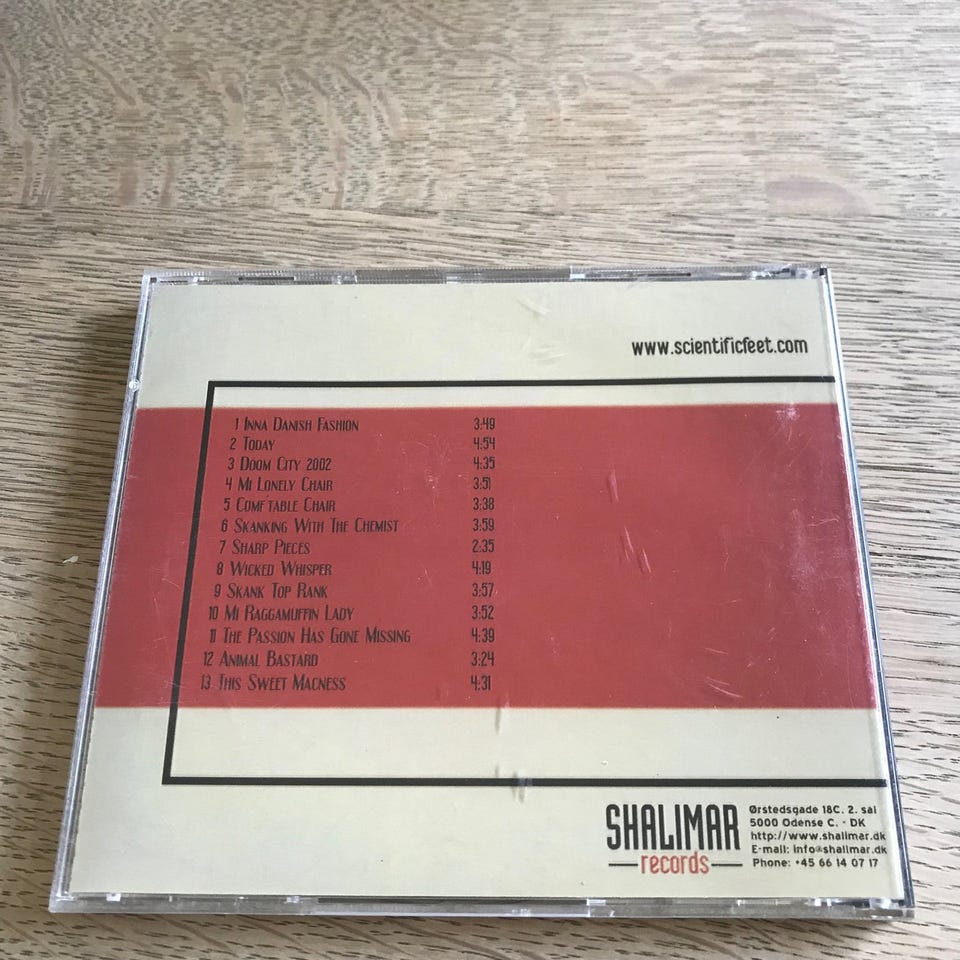 www.scientificfeet.com
1 Inna Danish Fashion 3:49
2 Today 4:54
3 Doom City 2002 4:35
4 Mi Lonely Chair 3:51
5 Comf'table Chair 3:38
6 Skanking With The Chemist 3:59
7 Sharp Pieces 2:35
8 Wicked Whisper 4:19
9 Skank Top Rank 3:57
10 Mi Raggamuffin Lady 3:52
11 The Passion Has Gone Missing 4:39
12 Animal Bastard 3:24
13 This Sweet Macness 4:31
SHALIMAR
records
Ørstedsgade 18C. 2. sal
5000 Odense C. - DK
http://www.shalimar.dk
E-mail: info@shalimar.dk
Phone: +45 66 14 07 17